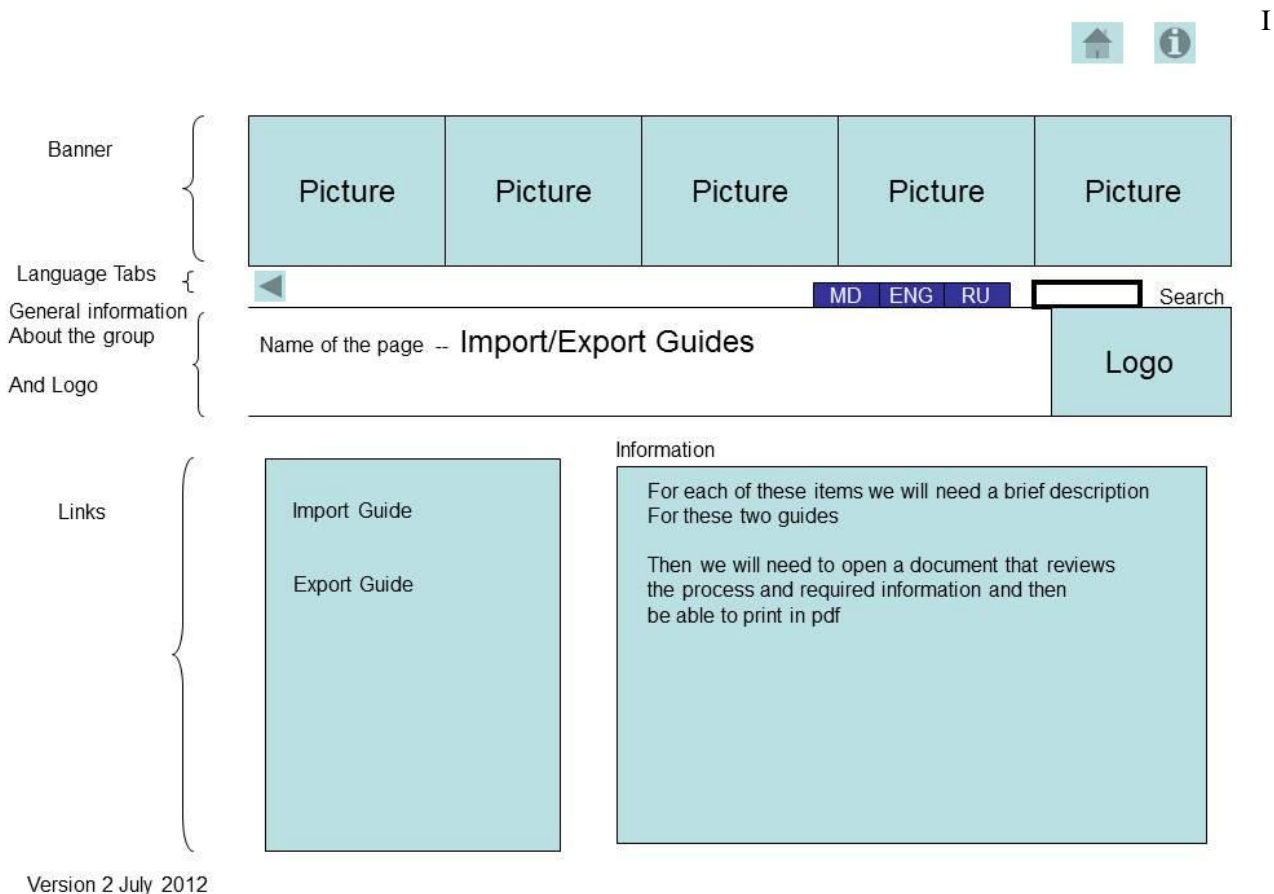 I
Banner
Picture Picture Picture Picture Picture
Language Tabs
MD ENG RU Search
General information
About the group
And Logo
Name of the page -- Import/Export Guides
Logo
Links
Import Guide
Export Guide
Information
For each of these items we will need a brief description
For these two guides
Then we will need to open a document that reviews
the process and required information and then
be able to print in pdf
Version 2 July 2012